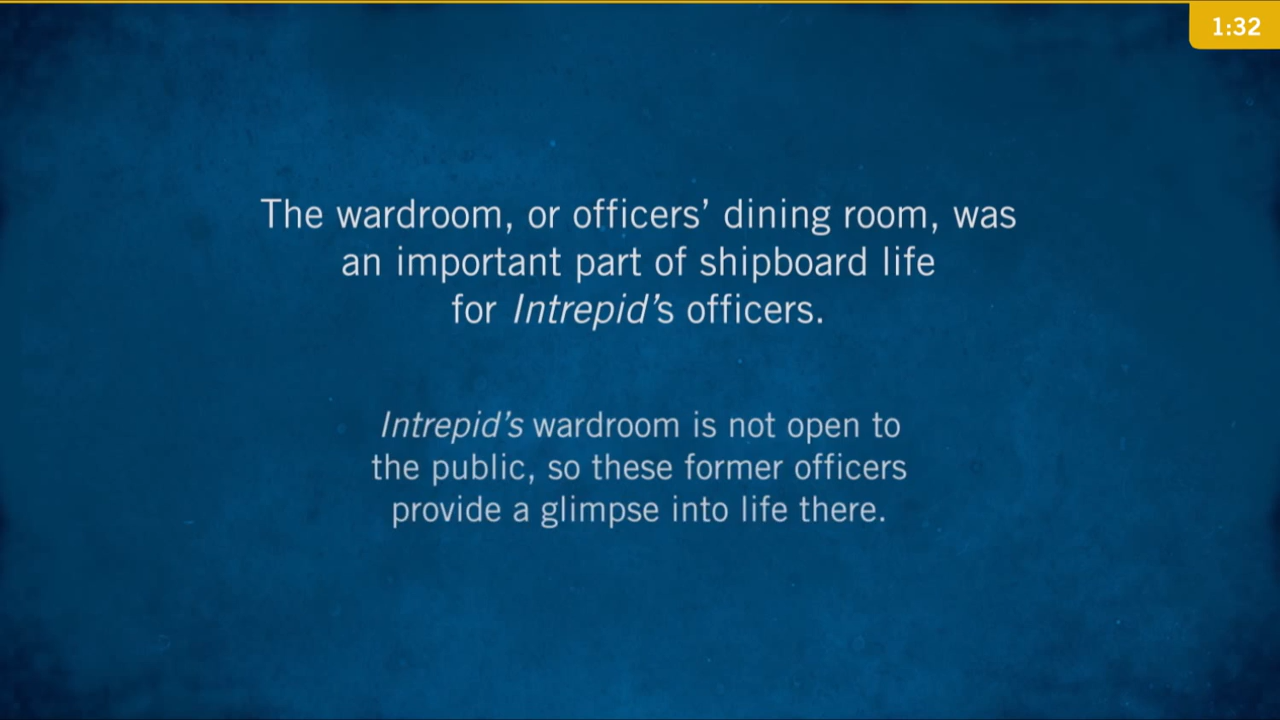 1:32
The wardroom, or officers’ dining room, was
an important part of shipboard life
for Intrepid’s officers.
Intrepid’s wardroom is not open to
the public, so these former officers
provide a glimpse into life there.